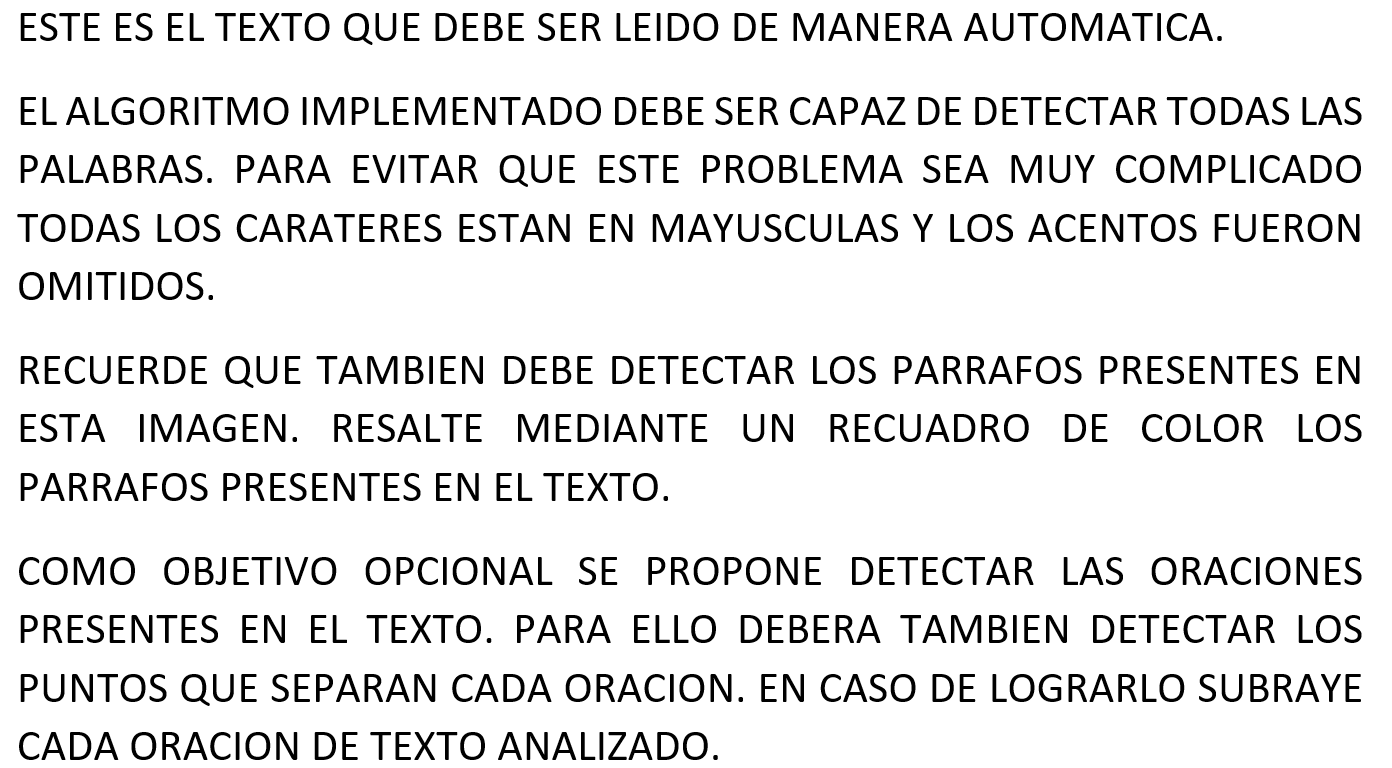 ESTE ES EL TEXTO QUE DEBE SER LEIDO DE MANERA AUTOMATICA.
EL ALGORITMO IMPLEMENTADO DEBE SER CAPAZ DE DETECTAR TODAS LAS
PALABRAS. PARA EVITAR QUE ESTE PROBLEMA SEA MUY COMPLICADO
TODAS LOS CARATERES ESTAN EN MAYUSCULAS Y LOS ACENTOS FUERON
OMITIDOS.
RECUERDE QUE TAMBIEN DEBE DETECTAR LOS PARRAFOS PRESENTES EN
ESTA IMAGEN. RESALTE MEDIANTE UN RECUADRO DE COLOR LOS
PARRAFOS PRESENTES EN EL TEXTO.
COMO OBJETIVO OPCIONAL SE PROPONE DETECTAR LAS ORACIONES
PRESENTES EN EL TEXTO. PARA ELLO DEBERA TAMBIEN DETECTAR LOS
PUNTOS QUE SEPARAN CADA ORACION. EN CASO DE LOGRARLO SUBRAYE
CADA ORACION DE TEXTO ANALIZADO.